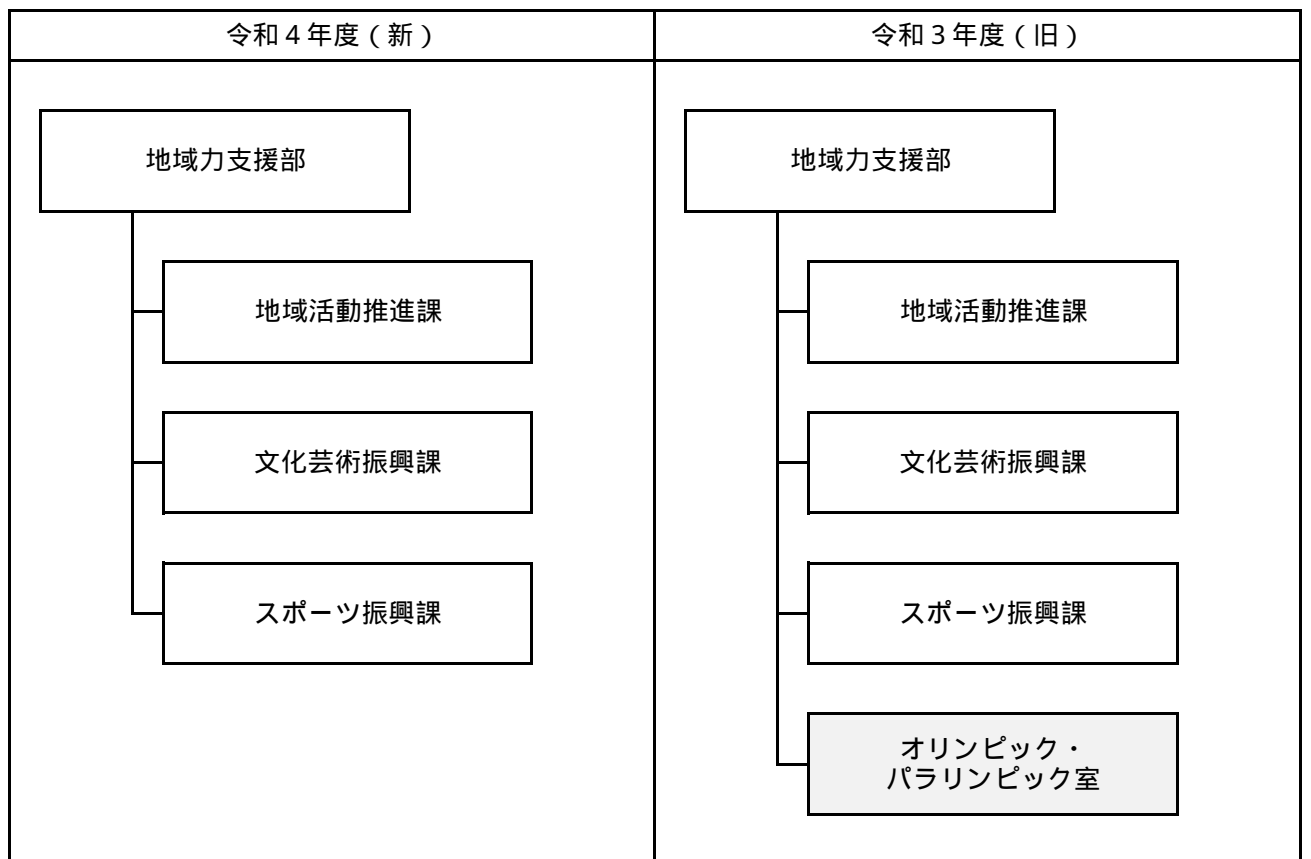 令和４年度（新）
令和３年度（旧）
地域力支援部
地域活動推進課
文化芸術振興課
スポーツ振興課
地域力支援部
地域活動推進課
文化芸術振興課
スポーツ振興課
オリンピック・
パラリンピック室